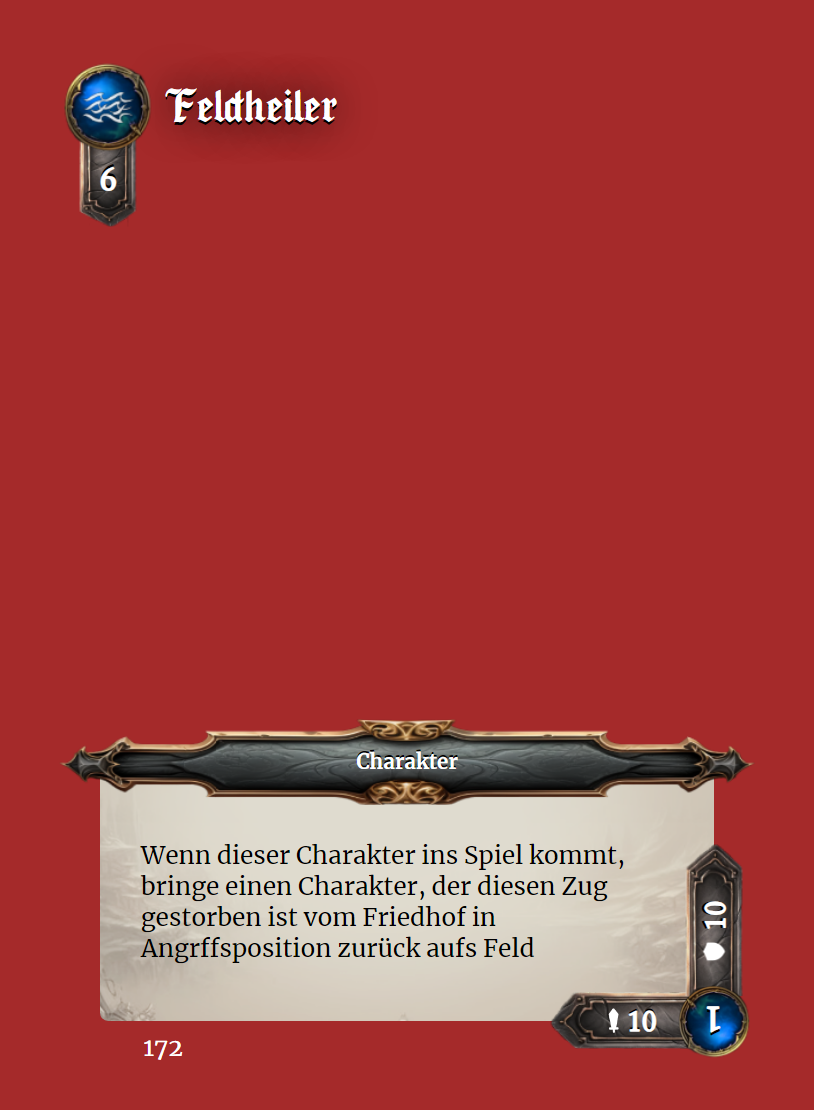 Feldheiler
6
Charakter
Wenn dieser Charakter ins Spiel kommt,
bringe einen Charakter, der diesen Zug
gestorben ist vom Friedhof in
Angrffsposition zurück aufs Feld
10
10
1
172